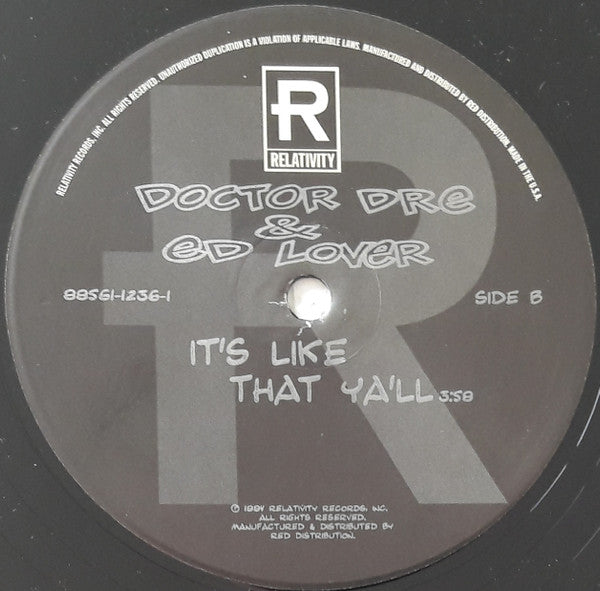 RELATIVITY RECORDS, INC. ALL RIGHTS RESERVED. UNAUTHORIZED DUPLICATION IS A VIOLATION OF APPLICABLE LAWS. MANUFACTURED AND DISTRIBUTED BY RED DISTRIBUTION. MADE IN THE U.S.A.
R
RELATIVITY
DOCTOR DRE
&
ED LOVER
88561-1236-1
SIDE B
IT'S LIKE
THAT YA'LL 3:58
© 1994 RELATIVITY RECORDS, INC.
ALL RIGHTS RESERVED.
MANUFACTURED & DISTRIBUTED BY
RED DISTRIBUTION.